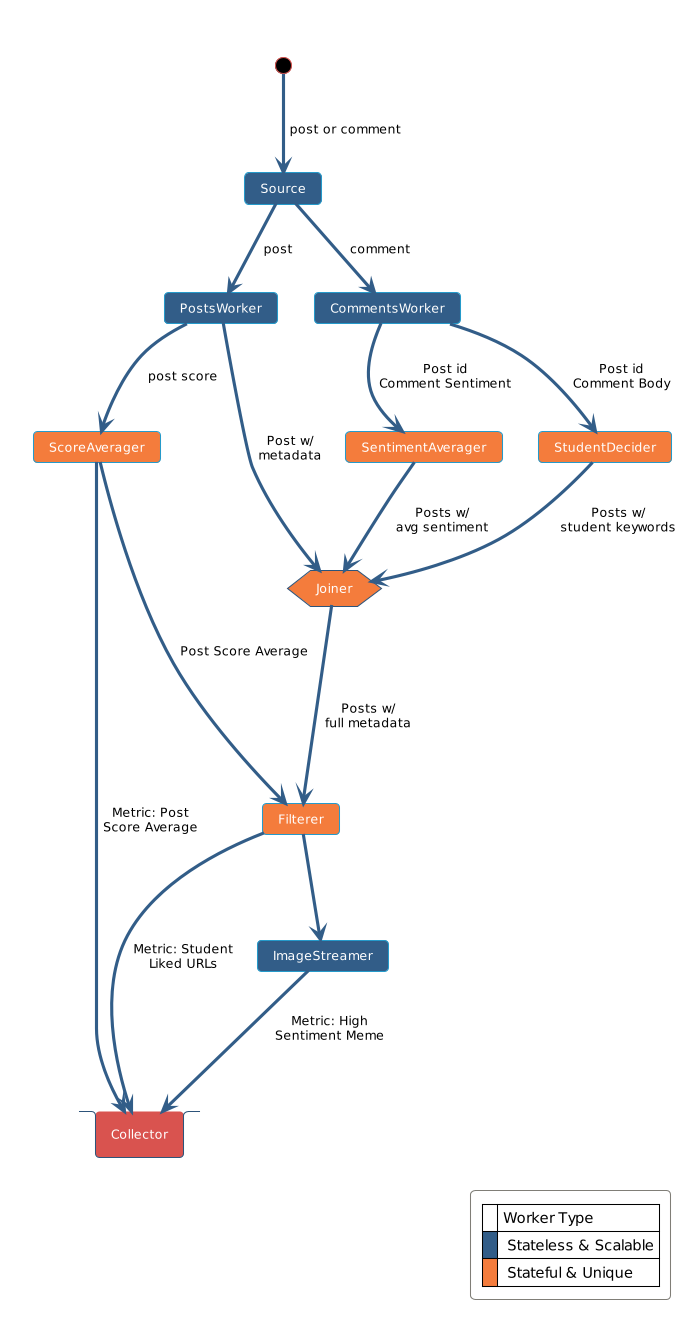 post or comment
Source
post
comment
PostsWorker
CommentsWorker
post score
Post id
Comment Sentiment
Post id
Comment Body
Post w/
metadata
ScoreAverager
SentimentAverager
StudentDecider
Posts w/
avg sentiment
Posts w/
student keywords
Joiner
Post Score Average
Posts w/
full metadata
Metric: Post
Score Average
Filterer
Metric: Student
Liked URLs
ImageStreamer
Metric: High
Sentiment Meme
Collector
Worker Type
Stateless & Scalable
Stateful & Unique